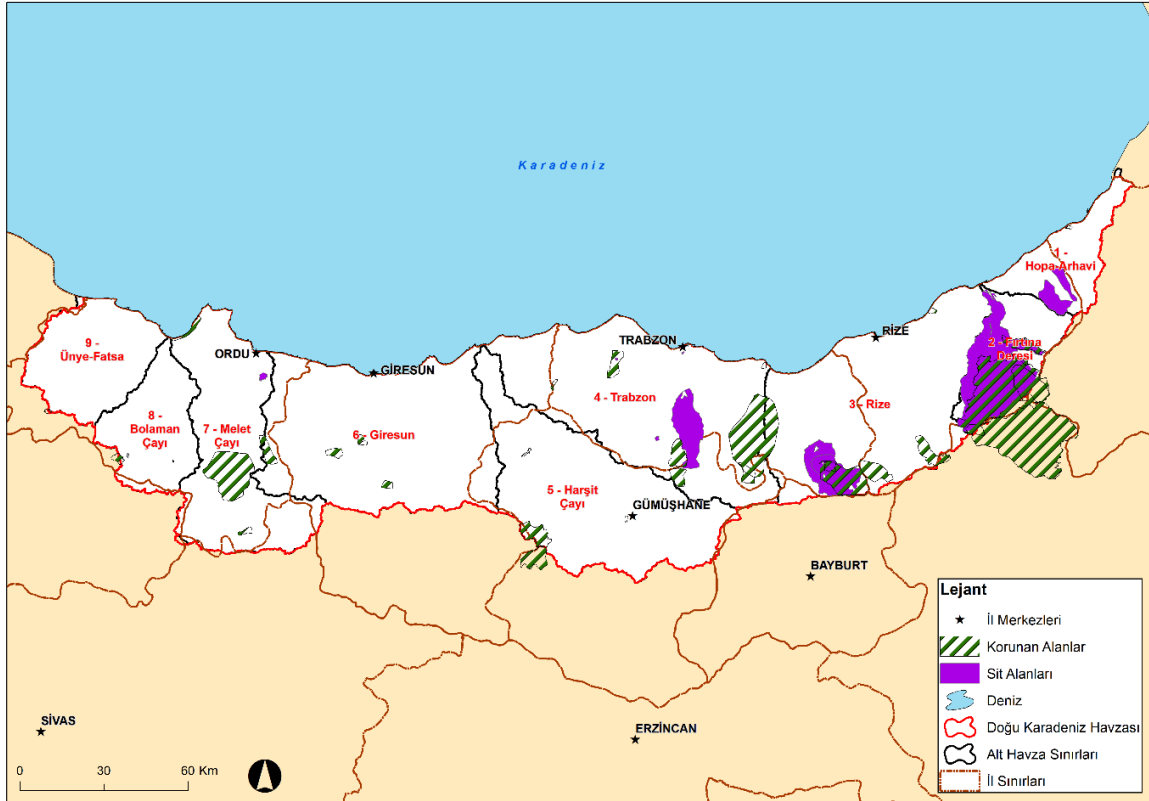 Karadeniz
1 -
Hopa-Arhavi
9 -
Ünye-Fatsa
ORDU
GİRESUN
TRABZON
RİZE
2 - Fırtına
Deresi
8 -
Bolaman
Çayı
7 - Melet
Çayı
6 - Giresun
4 - Trabzon
3 - Rize
5 - Harşit
Çayı
GÜMÜŞHANE
BAYBURT
SİVAS
ERZİNCAN
0 30 60 Km
Lejant
İl Merkezleri
Korunan Alanlar
Sit Alanları
Deniz
Doğu Karadeniz Havzası
Alt Havza Sınırları
İl Sınırları